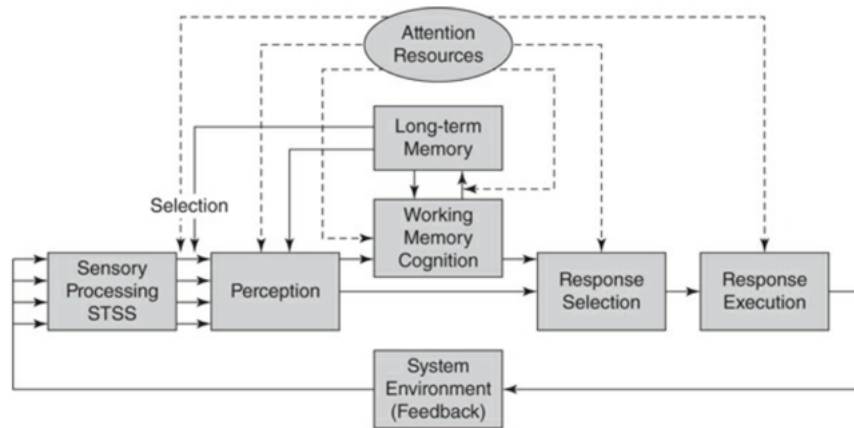 Attention
Resources
Long-term
Memory
Selection
Working
Memory
Cognition
Sensory
Processing
STSS
Perception
Response
Selection
Response
Execution
System
Environment
(Feedback)